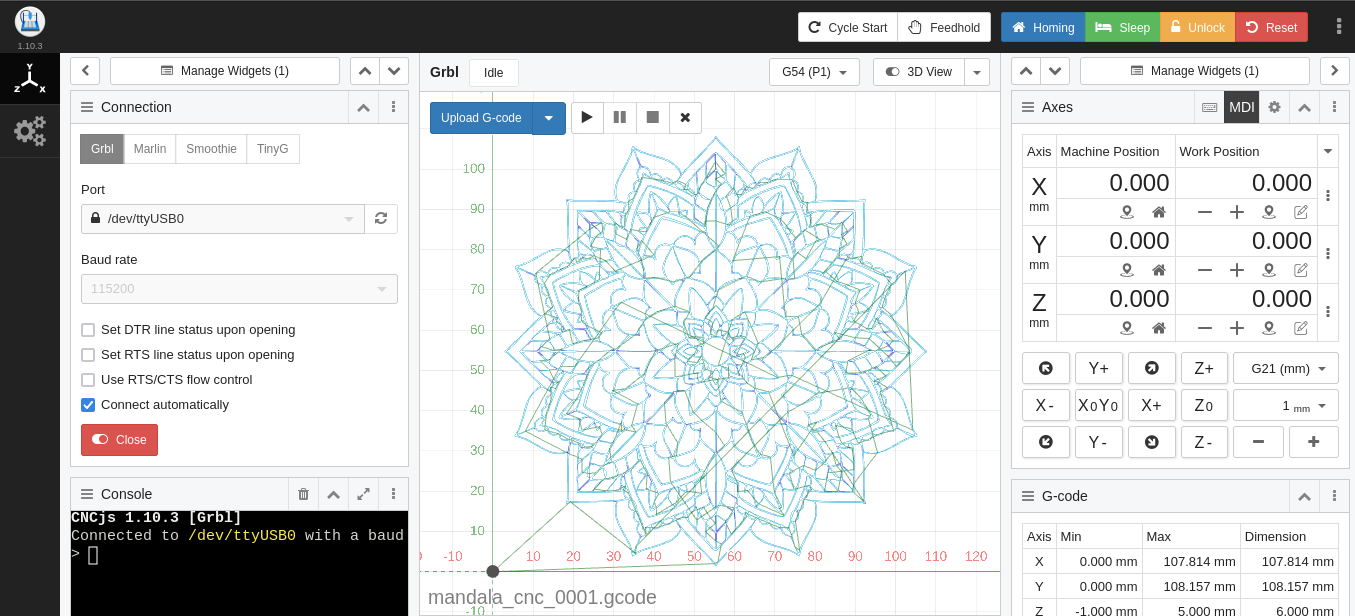 1.10.3
Cycle Start
Feedhold
Homing
Sleep
Unlock
Reset
Y
Z X
Manage Widgets (1)
Connection
Grbl
Marlin
Smoothie
TinyG
Port
/dev/ttyUSB0
Baud rate
115200
Set DTR line status upon opening
Set RTS line status upon opening
Use RTS/CTS flow control
Connect automatically
Close
Console
CNCjs 1.10.3 [Grbl]
Connected to /dev/ttyUSB0 with a baud
>
Grbl
Idle
G54 (P1)
3D View
Upload G-code
100
90
80
70
60
50
40
30
20
10
-10 10 20 30 40 50 60 70 80 90 100 110 120
-10
mandala_cnc_0001.gcode
Manage Widgets (1)
Axes
MDI
Axis Machine Position Work Position
X 0.000 0.000
mm
Y 0.000 0.000
mm
Z 0.000 0.000
mm
Y+ Z+ G21 (mm)
X- X0Y0 X+ Z0 1 mm
Y- Z-
G-code
Axis Min Max Dimension
X 0.000 mm 107.814 mm 107.814 mm
Y 0.000 mm 108.157 mm 108.157 mm
Z -1.000 mm 5.000 mm 6.000 mm